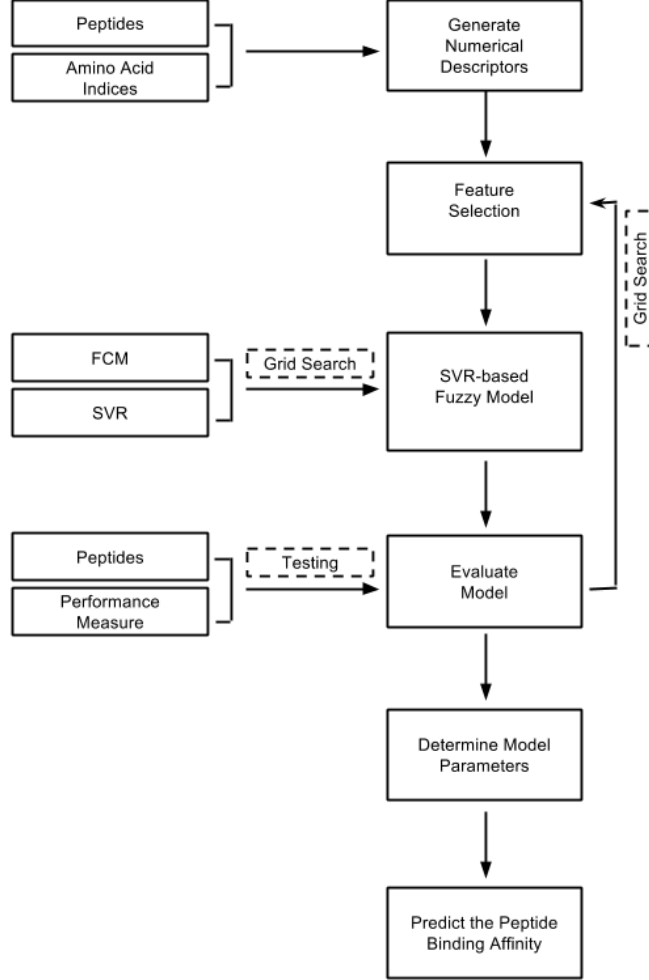 Peptides
Amino Acid
Indices
Generate
Numerical
Descriptors
Feature
Selection
Grid Search
FCM
SVR
Grid Search
SVR-based
Fuzzy Model
Peptides
Performance
Measure
Testing
Evaluate
Model
Determine Model
Parameters
Predict the Peptide
Binding Affinity